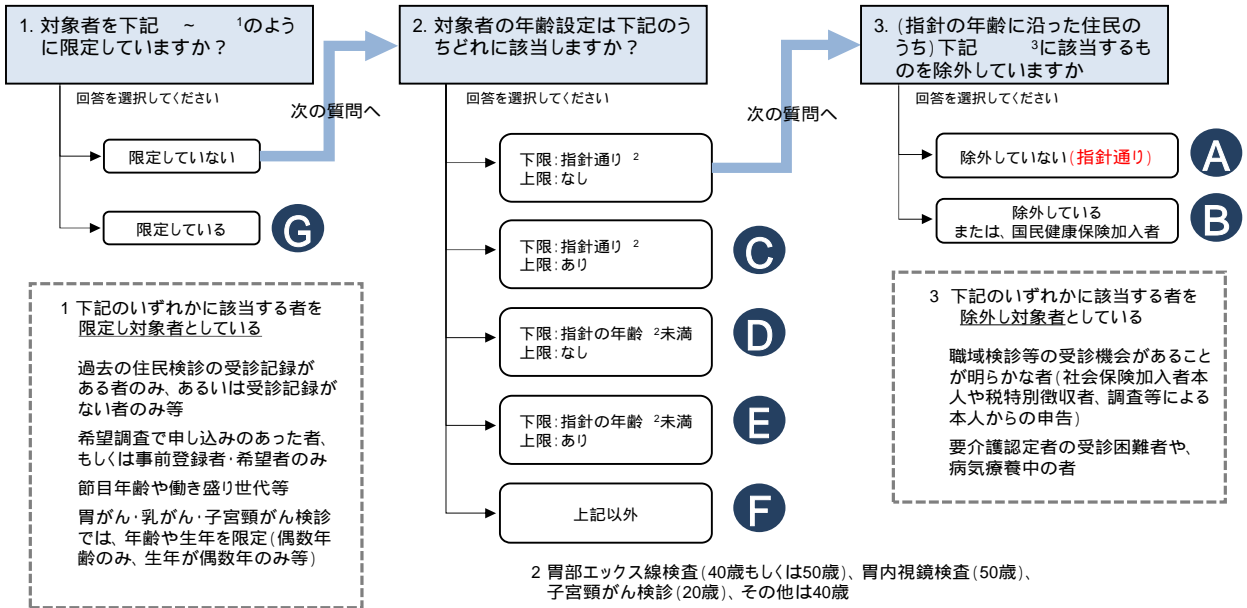 1. 対象者を下記　～　¹のよう
に限定していますか？
回答を選択してください
次の質問へ
限定していない
限定している
G
1 下記のいずれかに該当する者を
限定し対象者としている
過去の住民検診の受診記録が
ある者のみ、あるいは受診記録が
ない者のみ等
希望調査で申し込みのあった者、
もしくは事前登録者・希望者のみ
節目年齢や働き盛り世代等
胃がん・乳がん・子宮頸がん検診
では、年齢や生年を限定(偶数年
齢のみ、生年が偶数年のみ等)
2. 対象者の年齢設定は下記のう
ちどれに該当しますか？
回答を選択してください
次の質問へ
下限：指針通り ²
上限：なし
下限：指針通り ²
上限：あり
C
下限：指針の年齢 ²未満
上限：なし
D
下限：指針の年齢 ²未満
上限：あり
E
上記以外
F
2 胃部エックス線検査(40歳もしくは50歳)、胃内視鏡検査(50歳)、
子宮頸がん検診(20歳)、その他は40歳
3. (指針の年齢に沿った住民の
うち)下記　　³に該当するも
のを除外していますか
回答を選択してください
除外していない(指針通り)
A
除外している
または、国民健康保険加入者
B
3 下記のいずれかに該当する者を
除外し対象者としている
職域検診等の受診機会があること
が明らかな者(社会保険加入者本
人や税特別徴収者、調査等による
本人からの申告)
要介護認定者の受診困難者や、
病気療養中の者